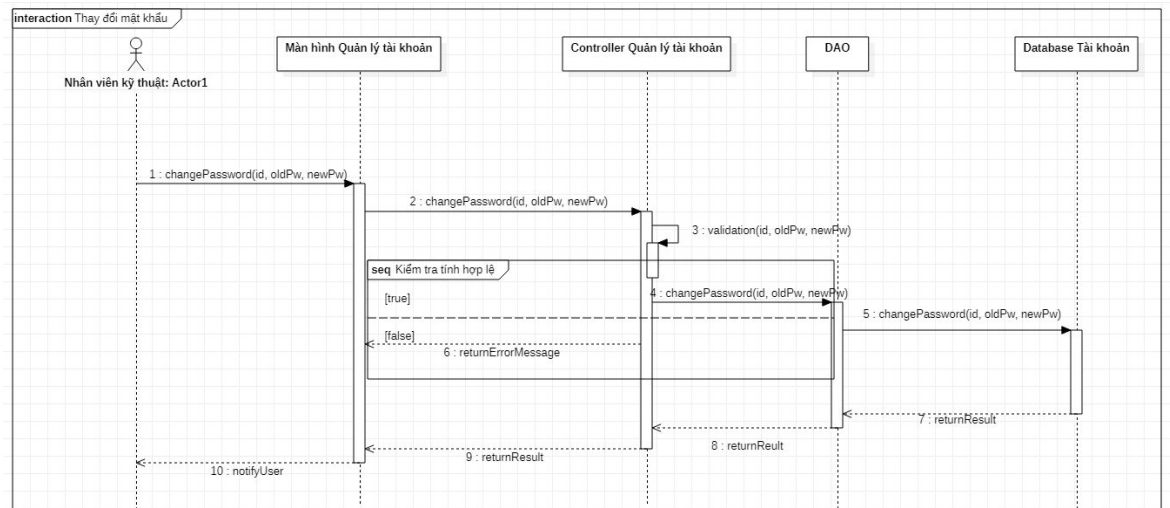 interaction Thay đổi mật khẩu
Nhân viên kỹ thuật: Actor1
Màn hình Quản lý tài khoản
Controller Quản lý tài khoản
DAO
Database Tài khoản
1 : changePassword(id, oldPw, newPw)
2 : changePassword(id, oldPw, newPw)
3 : validation(id, oldPw, newPw)
seq Kiểm tra tính hợp lệ
[true]
4 : changePassword(id, oldPw, newPw)
5 : changePassword(id, oldPw, newPw)
[false]
6 : returnErrorMessage
7 : returnResult
8 : returnReult
9 : returnResult
10 : notifyUser